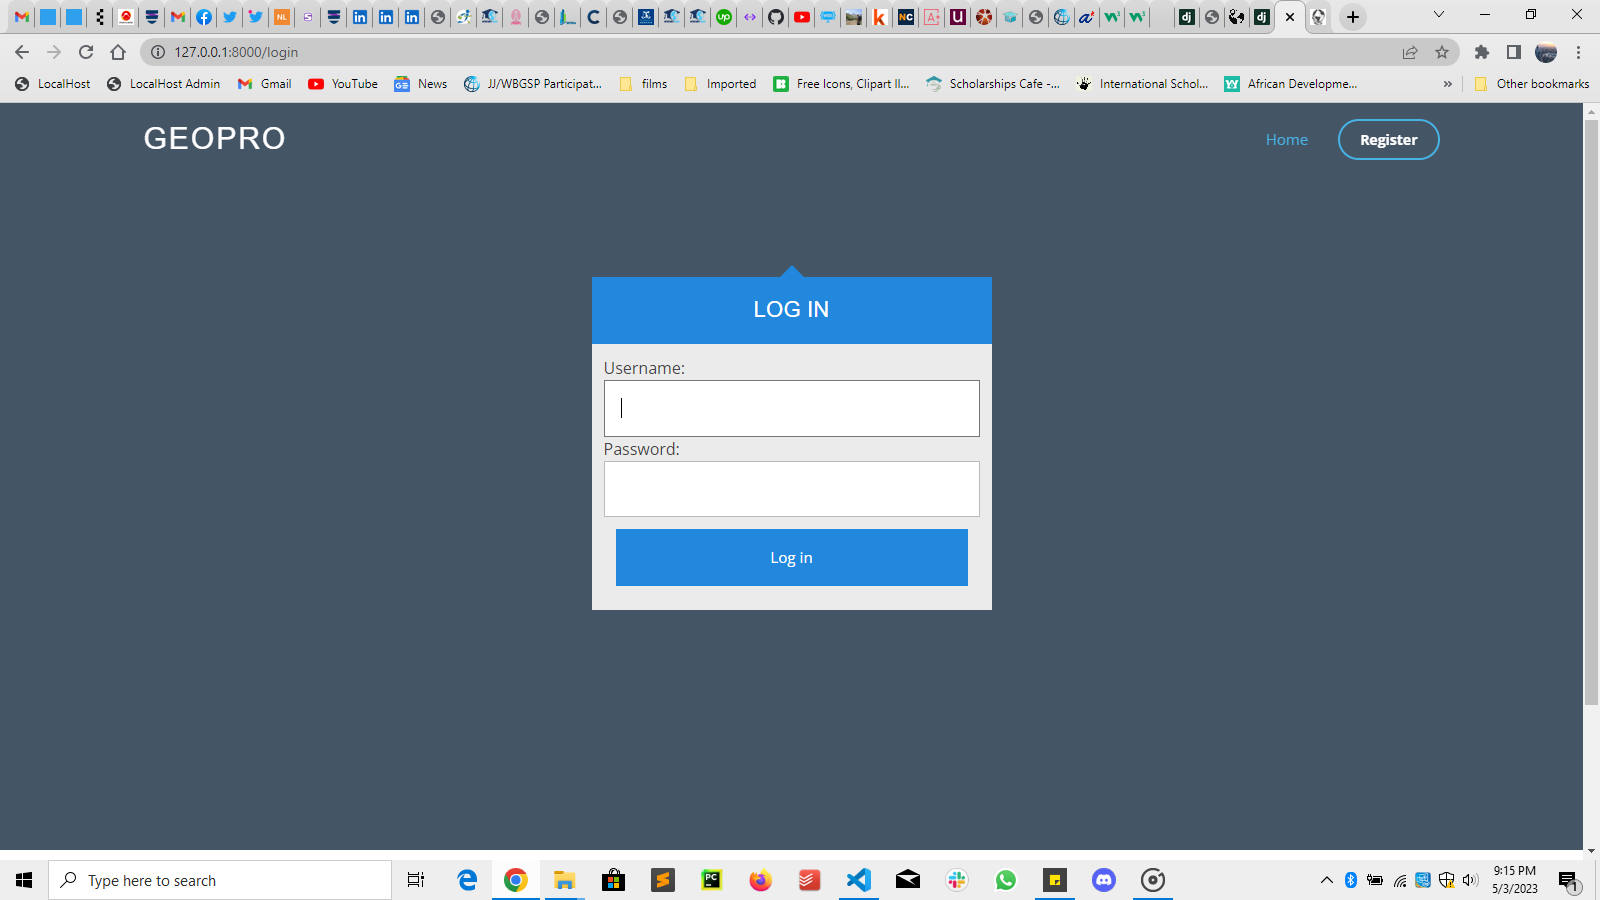 127.0.0.1:8000/login
LocalHost
LocalHost Admin
Gmail
YouTube
News
JJ/WBGSP Participat...
films
Imported
Free Icons, Clipart Il...
Scholarships Cafe -...
International Schol...
African Developme...
»
Other bookmarks
GEOPRO
Home
Register
LOG IN
Username:
Password:
Log in
Type here to search
9:15 PM
5/3/2023
1